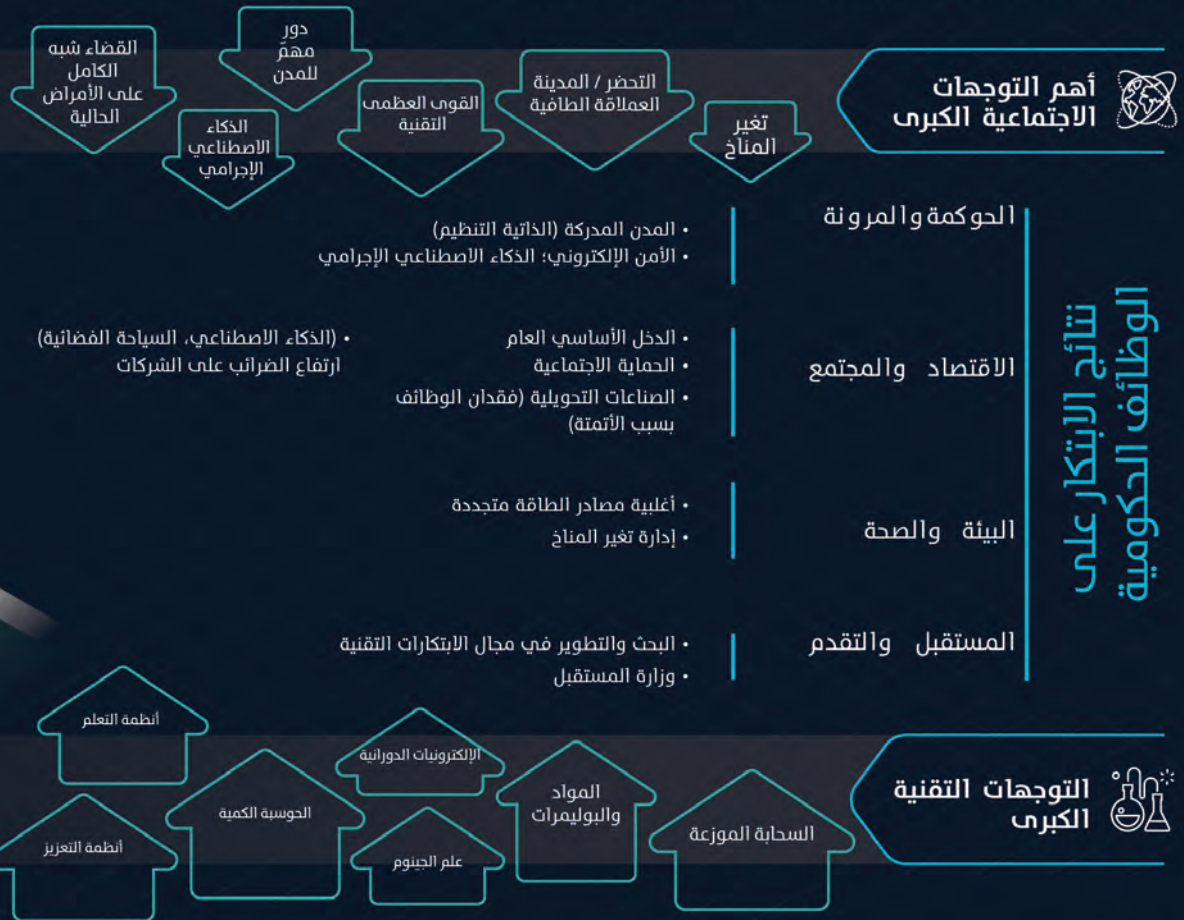 أهم التوجهات
الاجتماعية الكبرى
تغير
المناخ
التحضر / المدينة
العملاقة الطافية
القوى العظمى
التقنية
دور
مهمّ
للمدن
الذكاء
الاصطناعي
الإجرامي
القضاء شبه
الكامل
على الأمراض
الحالية
نتائج الابتكار على
الوظائف الحكومية
الحوكمة والمرونة
• المدن المدركة (الذاتية التنظيم)
• الأمن الإلكتروني؛ الذكاء الاصطناعي الإجرامي
الاقتصاد والمجتمع
• الدخل الأساسي العام
• الحماية الاجتماعية
• الصناعات التحويلية (فقدان الوظائف
بسبب الأتمتة)
• (الذكاء الاصطناعي، السياحة الفضائية)
ارتفاع الضرائب على الشركات
البيئة والصحة
• أغلبية مصادر الطاقة متجددة
• إدارة تغير المناخ
المستقبل والتقدم
• البحث والتطوير في مجال الابتكارات التقنية
• وزارة المستقبل
التوجهات التقنية
الكبرى
السحابة الموزعة
المواد
والبوليمرات
الإلكترونيات الدورانية
علم الجينوم
الحوسبة الكمية
أنظمة التعلم
أنظمة التعزيز